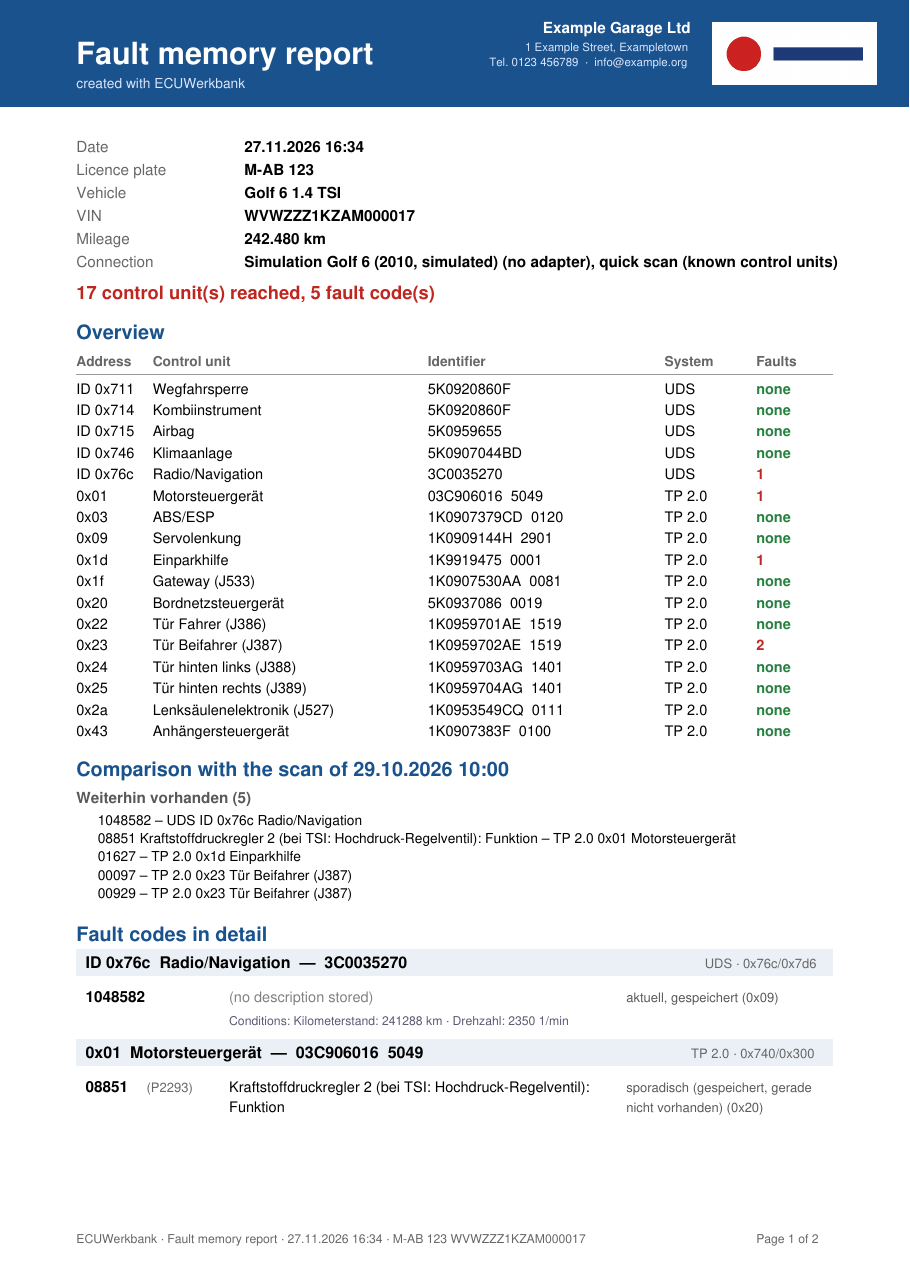 Fault memory report
created with ECUWerkbank
Example Garage Ltd
1 Example Street, Exampletown
Tel. 0123 456789 · info@example.org
Date 27.11.2026 16:34
Licence plate M-AB 123
Vehicle Golf 6 1.4 TSI
VIN WVWZZZ1KZAM000017
Mileage 242.480 km
Connection Simulation Golf 6 (2010, simulated) (no adapter), quick scan (known control units)
17 control unit(s) reached, 5 fault code(s)
Overview
Address Control unit Identifier System Faults
ID 0x711 Wegfahrsperre 5K0920860F UDS none
ID 0x714 Kombiinstrument 5K0920860F UDS none
ID 0x715 Airbag 5K0959655 UDS none
ID 0x746 Klimaanlage 5K0907044BD UDS none
ID 0x76c Radio/Navigation 3C0035270 UDS 1
0x01 Motorsteuergerät 03C906016 5049 TP 2.0 1
0x03 ABS/ESP 1K0907379CD 0120 TP 2.0 none
0x09 Servolenkung 1K0909144H 2901 TP 2.0 none
0x1d Einparkhilfe 1K9919475 0001 TP 2.0 1
0x1f Gateway (J533) 1K0907530AA 0081 TP 2.0 none
0x20 Bordnetzsteuergerät 5K0937086 0019 TP 2.0 none
0x22 Tür Fahrer (J386) 1K0959701AE 1519 TP 2.0 none
0x23 Tür Beifahrer (J387) 1K0959702AE 1519 TP 2.0 2
0x24 Tür hinten links (J388) 1K0959703AG 1401 TP 2.0 none
0x25 Tür hinten rechts (J389) 1K0959704AG 1401 TP 2.0 none
0x2a Lenksäulenelektronik (J527) 1K0953549CQ 0111 TP 2.0 none
0x43 Anhängersteuergerät 1K0907383F 0100 TP 2.0 none
Comparison with the scan of 29.10.2026 10:00
Weiterhin vorhanden (5)
1048582 – UDS ID 0x76c Radio/Navigation
08851 Kraftstoffdruckregler 2 (bei TSI: Hochdruck-Regelventil): Funktion – TP 2.0 0x01 Motorsteuergerät
01627 – TP 2.0 0x1d Einparkhilfe
00097 – TP 2.0 0x23 Tür Beifahrer (J387)
00929 – TP 2.0 0x23 Tür Beifahrer (J387)
Fault codes in detail
ID 0x76c Radio/Navigation — 3C0035270 UDS · 0x76c/0x7d6
1048582 (no description stored) aktuell, gespeichert (0x09)
Conditions: Kilometerstand: 241288 km · Drehzahl: 2350 1/min
0x01 Motorsteuergerät — 03C906016 5049 TP 2.0 · 0x740/0x300
08851 (P2293) Kraftstoffdruckregler 2 (bei TSI: Hochdruck-Regelventil): sporadisch (gespeichert, gerade
Funktion nicht vorhanden) (0x20)
ECUWerkbank · Fault memory report · 27.11.2026 16:34 · M-AB 123 WVWZZZ1KZAM000017 Page 1 of 2